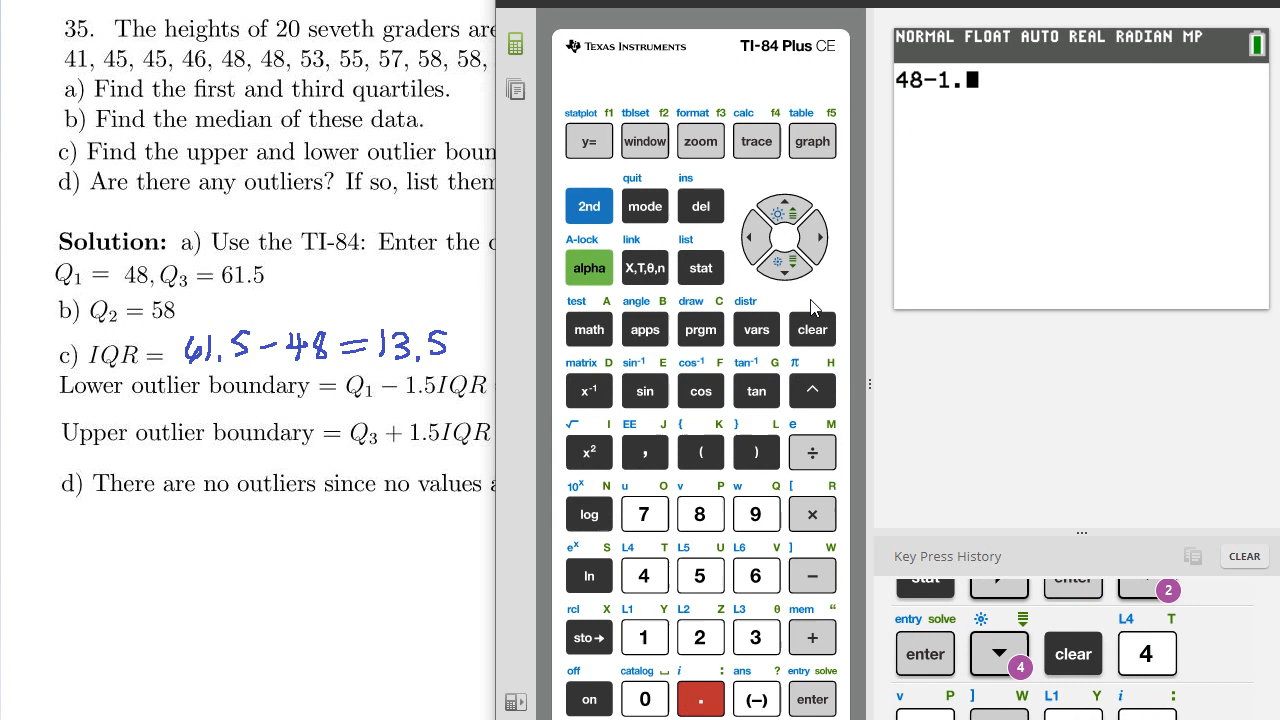 35. The heights of 20 seveth graders are
41, 45, 45, 46, 48, 48, 53, 55, 57, 58, 58,
a) Find the first and third quartiles.
b) Find the median of these data.
c) Find the upper and lower outlier boun
d) Are there any outliers? If so, list them
Solution: a) Use the TI-84: Enter the
Q₁ = 48, Q₃ = 61.5
b) Q₂ = 58
c) IQR = 61.5 − 48 = 13.5
Lower outlier boundary = Q₁ − 1.5IQR
Upper outlier boundary = Q₃ + 1.5IQR
d) There are no outliers since no values
TEXAS INSTRUMENTS TI-84 Plus CE
statplot f1 tblset f2 format f3 calc f4 table f5
y= window zoom trace graph
quit ins
2nd mode del
A-lock link list
alpha X,T,θ,n stat
test A angle B draw C distr
math apps prgm vars clear
matrix D sin⁻¹ E cos⁻¹ F tan⁻¹ G π H
x⁻¹ sin cos tan ^
√ I EE J { K } L e M
x² , ( ) ÷
10ˣ N u O v P w Q [ R
log 7 8 9 ×
eˣ S L4 T L5 U L6 V ] W
ln 4 5 6 −
rcl X L1 Y L2 Z L3 θ mem "
sto→ 1 2 3 +
off catalog i : ans ? entry solve
on 0 . (−) enter
NORMAL FLOAT AUTO REAL RADIAN MP
48-1.
Key Press History CLEAR
stat , enter 2
entry solve L4 T
enter 4 clear 4
v P ] W L1 Y i :